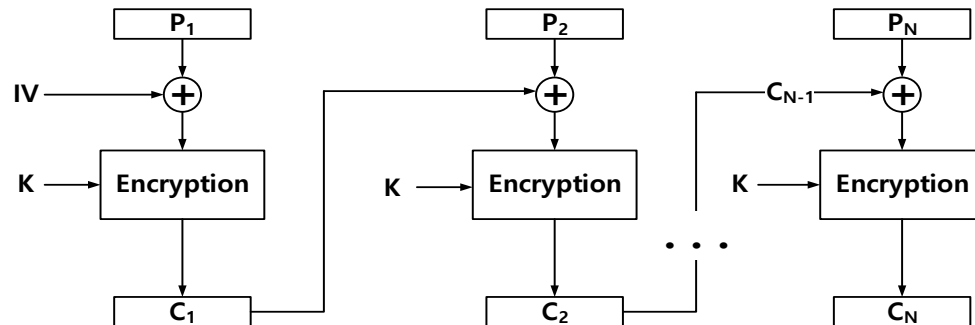 P1
P2
PN
IV
CN-1
K
Encryption
K
Encryption
K
Encryption
...
C1
C2
CN